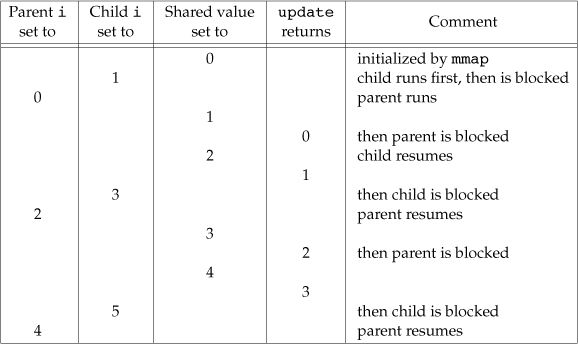 Parent i Child i Shared value update Comment
set to set to set to returns
0 initialized by mmap
1 child runs first, then is blocked
0 parent runs
1
0 then parent is blocked
2 child resumes
1
3 then child is blocked
2 parent resumes
3
2 then parent is blocked
4
3
5 then child is blocked
4 parent resumes